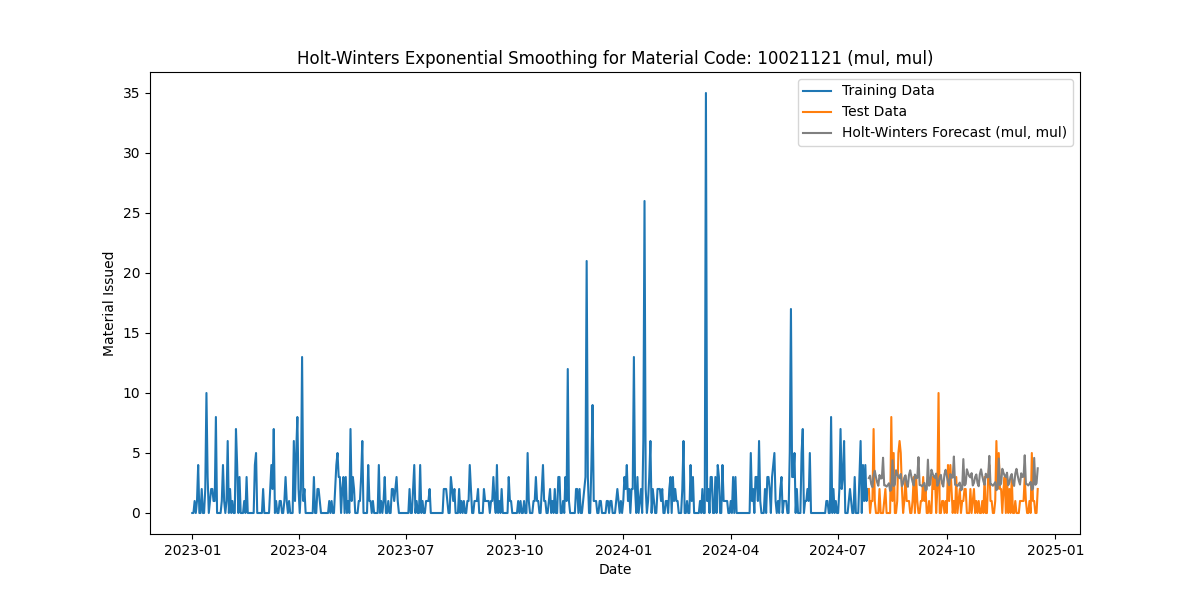 Holt-Winters Exponential Smoothing for Material Code: 10021121 (mul, mul)
Training Data
Test Data
Holt-Winters Forecast (mul, mul)
Material Issued
35
30
25
20
15
10
5
0
2023-01 2023-04 2023-07 2023-10 2024-01 2024-04 2024-07 2024-10 2025-01
Date